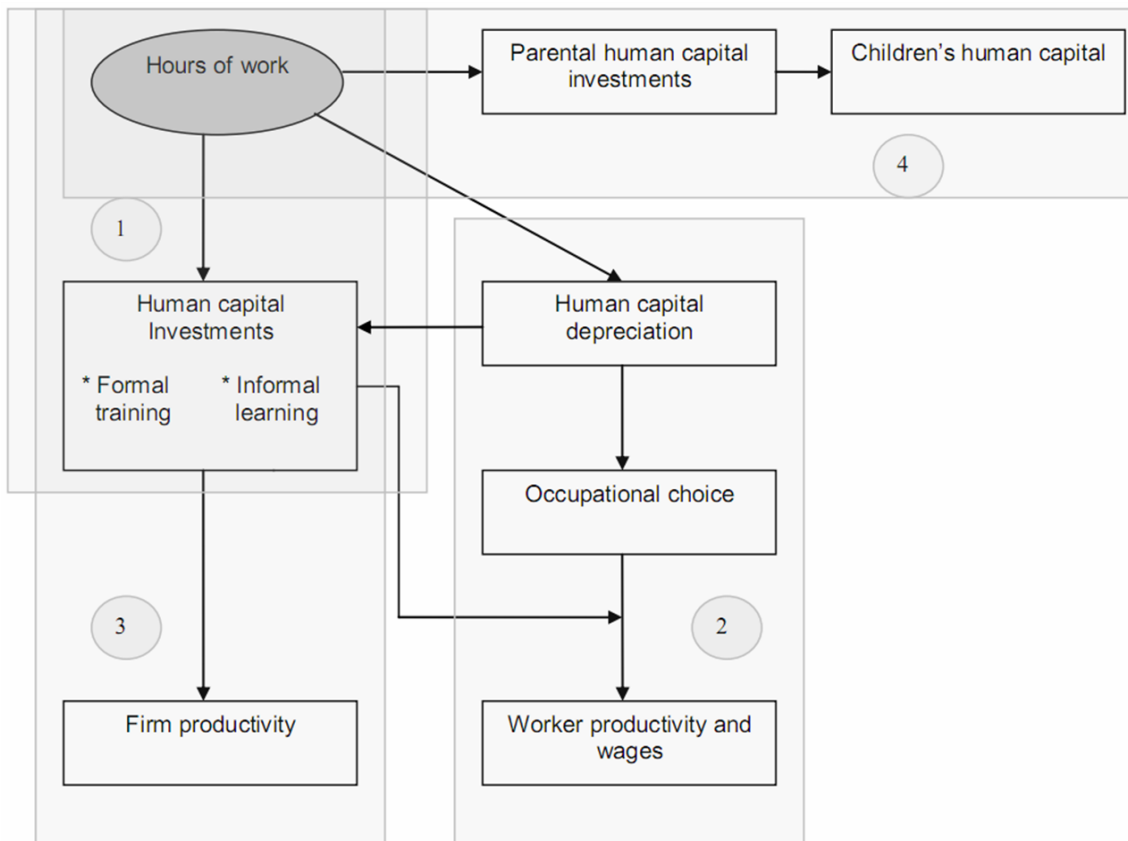 Hours of work
Parental human capital
investments
Children’s human capital
4
1
Human capital
Investments
* Formal
training
* Informal
learning
Human capital
depreciation
Occupational choice
3
2
Firm productivity
Worker productivity and
wages